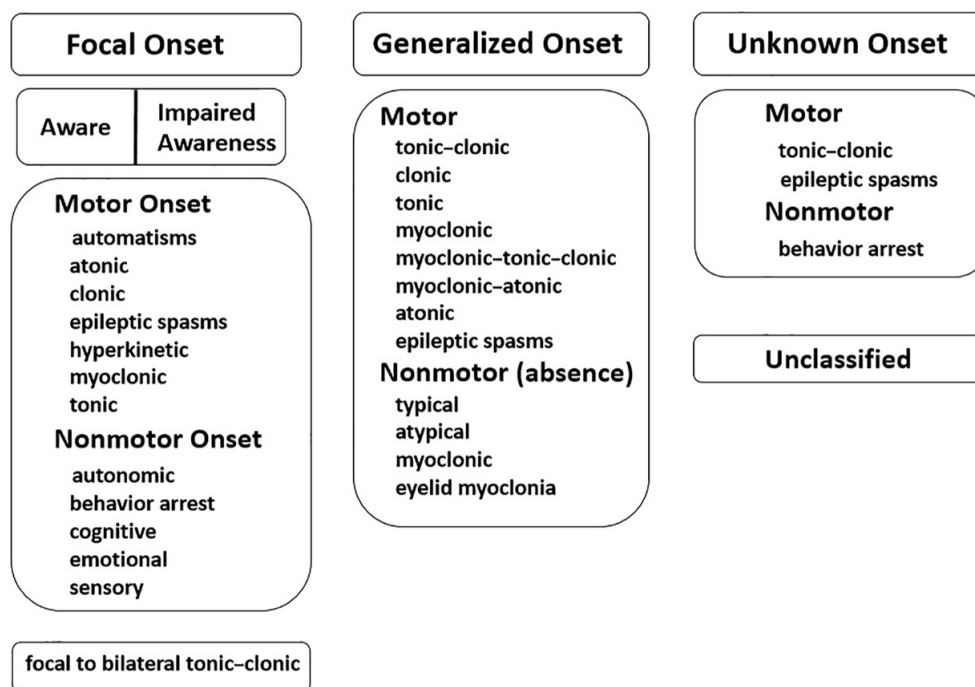 Focal Onset
Aware
Impaired
Awareness
Motor Onset
automatisms
atonic
clonic
epileptic spasms
hyperkinetic
myoclonic
tonic
Nonmotor Onset
autonomic
behavior arrest
cognitive
emotional
sensory
focal to bilateral tonic–clonic
Generalized Onset
Motor
tonic–clonic
clonic
tonic
myoclonic
myoclonic–tonic–clonic
myoclonic–atonic
atonic
epileptic spasms
Nonmotor (absence)
typical
atypical
myoclonic
eyelid myoclonia
Unknown Onset
Motor
tonic–clonic
epileptic spasms
Nonmotor
behavior arrest
Unclassified